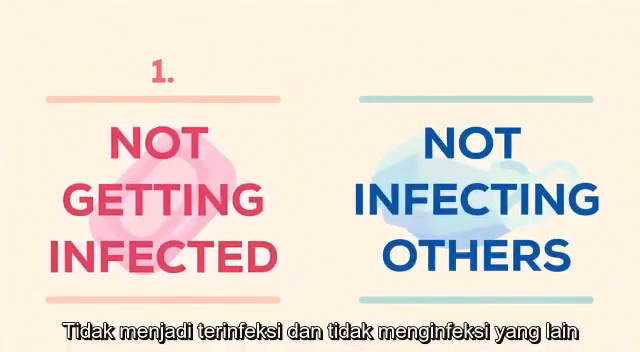 1.
NOT
GETTING
INFECTED
NOT
INFECTING
OTHERS
Tidak menjadi terinfeksi dan tidak menginfeksi yang lain